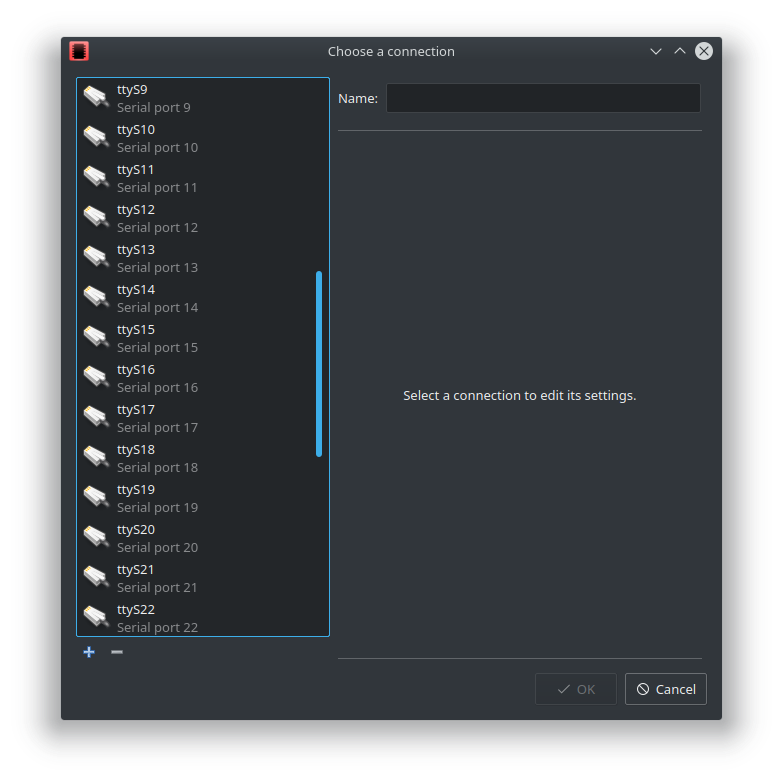 Choose a connection
ttyS9
Serial port 9
ttyS10
Serial port 10
ttyS11
Serial port 11
ttyS12
Serial port 12
ttyS13
Serial port 13
ttyS14
Serial port 14
ttyS15
Serial port 15
ttyS16
Serial port 16
ttyS17
Serial port 17
ttyS18
Serial port 18
ttyS19
Serial port 19
ttyS20
Serial port 20
ttyS21
Serial port 21
ttyS22
Serial port 22
Name:
Select a connection to edit its settings.
OK
Cancel